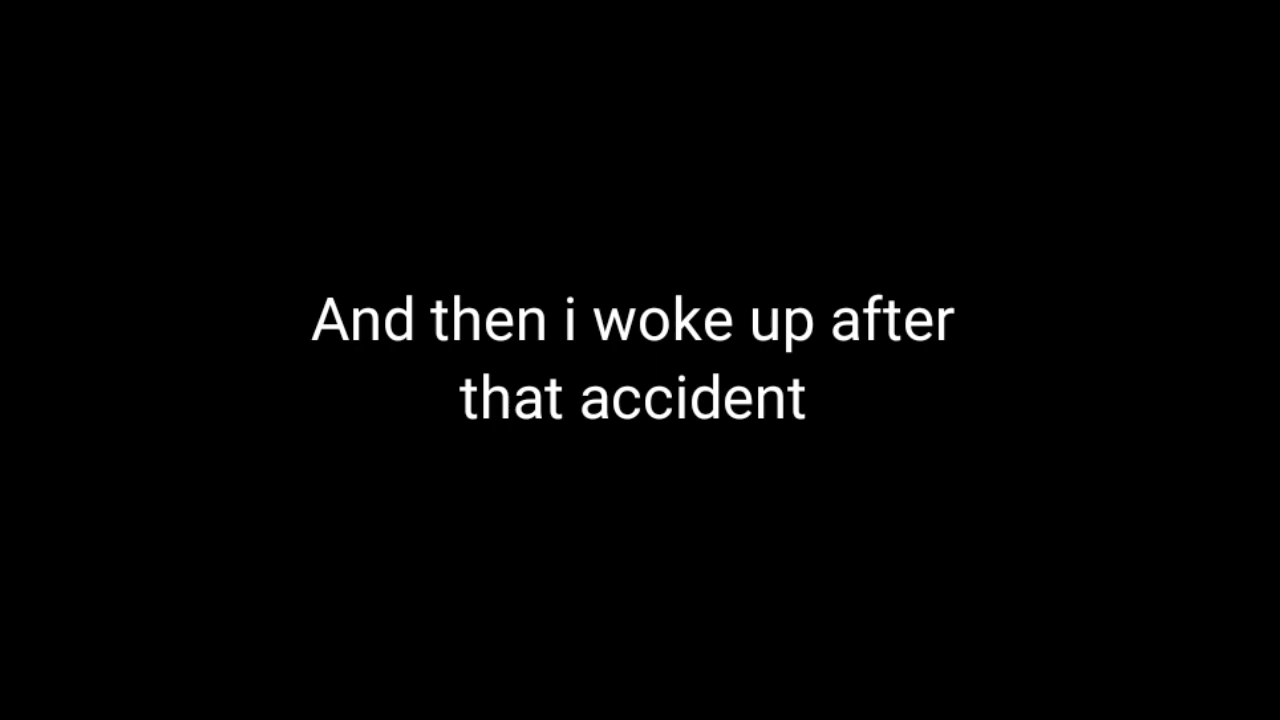 And then i woke up after
that accident